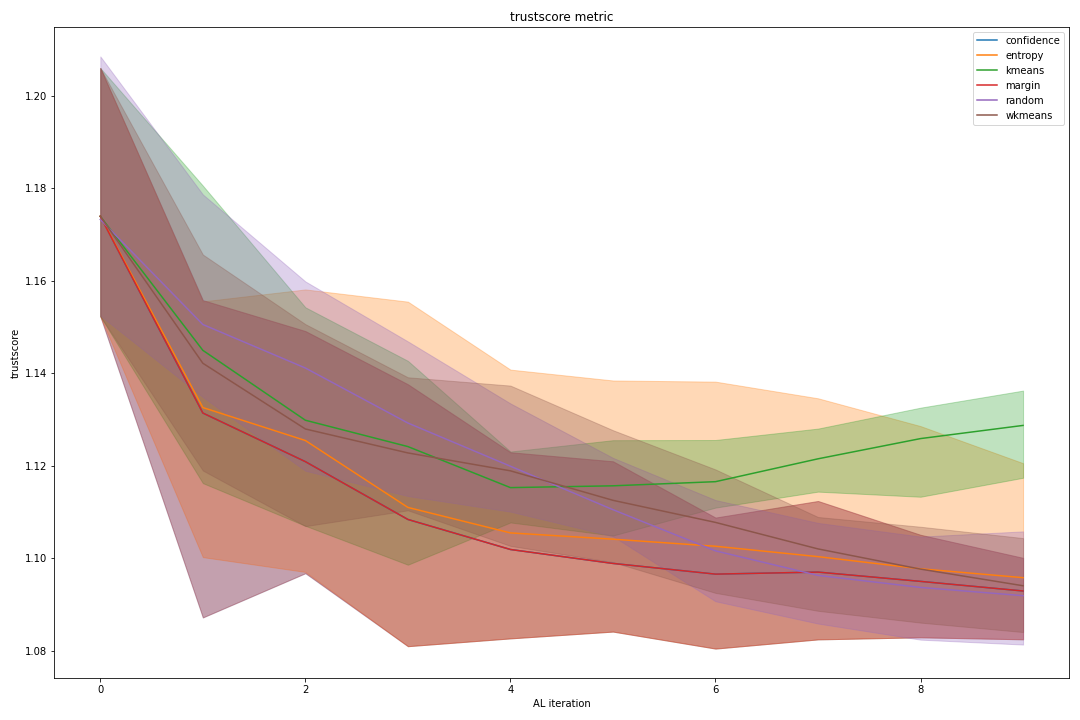 trustscore metric
confidence
entropy
kmeans
margin
random
wkmeans
1.20
1.18
1.16
1.14
1.12
1.10
1.08
trustscore
0
2
4
6
8
AL iteration